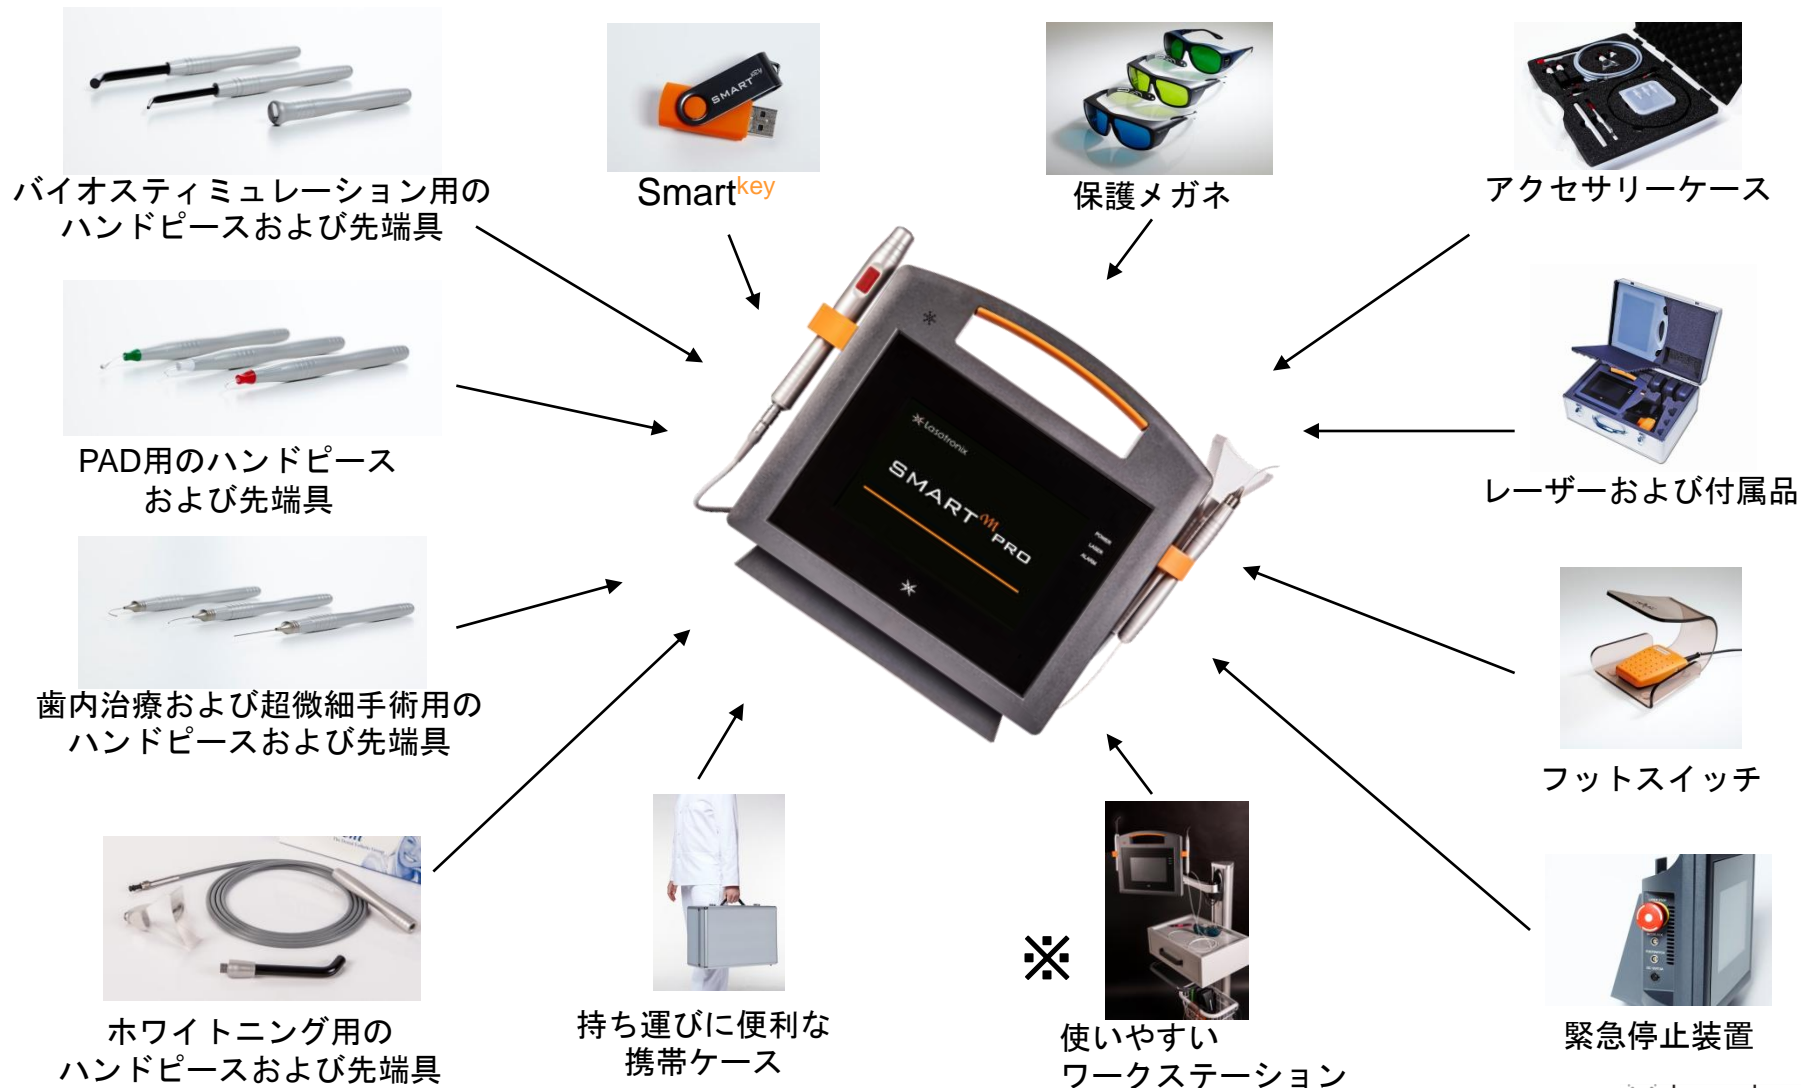 バイオスティミュレーション用の
ハンドピースおよび先端具
SMART KEY
Smartkey
保護メガネ
アクセサリーケース
PAD用のハンドピース
および先端具
レーザーおよび付属品
Lasotronix
SMART M PRO
POWER
LASER
ALARM
歯内治療および超微細手術用の
ハンドピースおよび先端具
フットスイッチ
ホワイトニング用の
ハンドピースおよび先端具
持ち運びに便利な
携帯ケース
※
使いやすい
ワークステーション
緊急停止装置